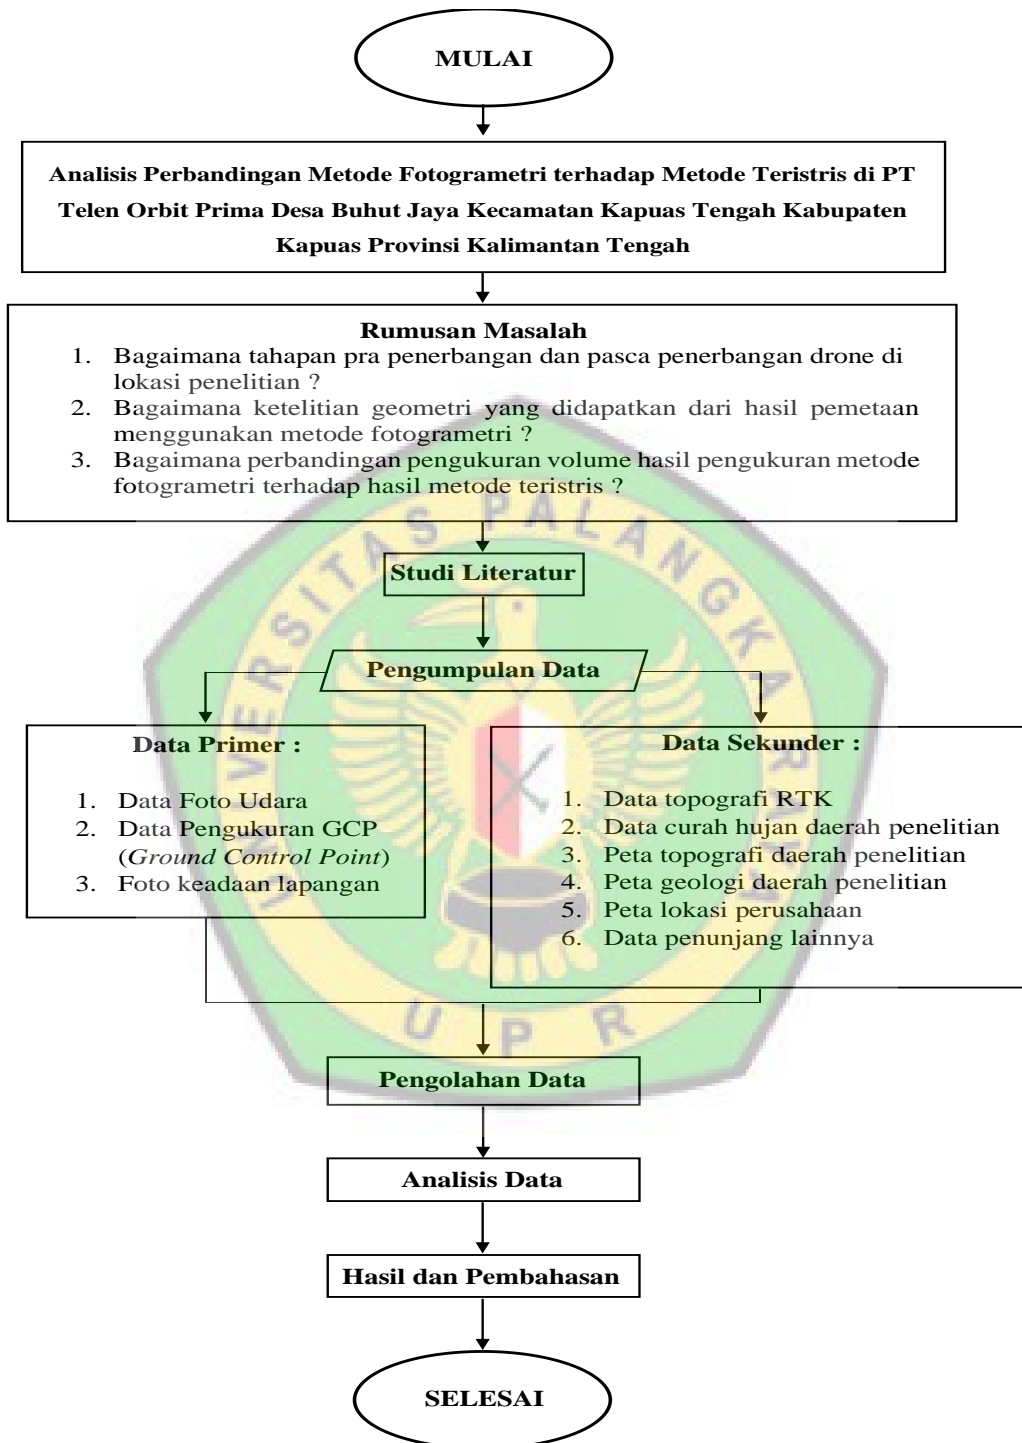 MULAI
Analisis Perbandingan Metode Fotogrametri terhadap Metode Teristris di PT
Telen Orbit Prima Desa Buhut Jaya Kecamatan Kapuas Tengah Kabupaten
Kapuas Provinsi Kalimantan Tengah
Rumusan Masalah
1. Bagaimana tahapan pra penerbangan dan pasca penerbangan drone di
lokasi penelitian ?
2. Bagaimana ketelitian geometri yang didapatkan dari hasil pemetaan
menggunakan metode fotogrametri ?
3. Bagaimana perbandingan pengukuran volume hasil pengukuran metode
fotogrametri terhadap hasil metode teristris ?
UNIVERSITAS PALANGKA RAYA
Studi Literatur
Pengumpulan Data
Data Primer :
1. Data Foto Udara
2. Data Pengukuran GCP
(Ground Control Point)
3. Foto keadaan lapangan
Data Sekunder :
1. Data topografi RTK
2. Data curah hujan daerah penelitian
3. Peta topografi daerah penelitian
4. Peta geologi daerah penelitian
5. Peta lokasi perusahaan
6. Data penunjang lainnya
UPR
Pengolahan Data
Analisis Data
Hasil dan Pembahasan
SELESAI